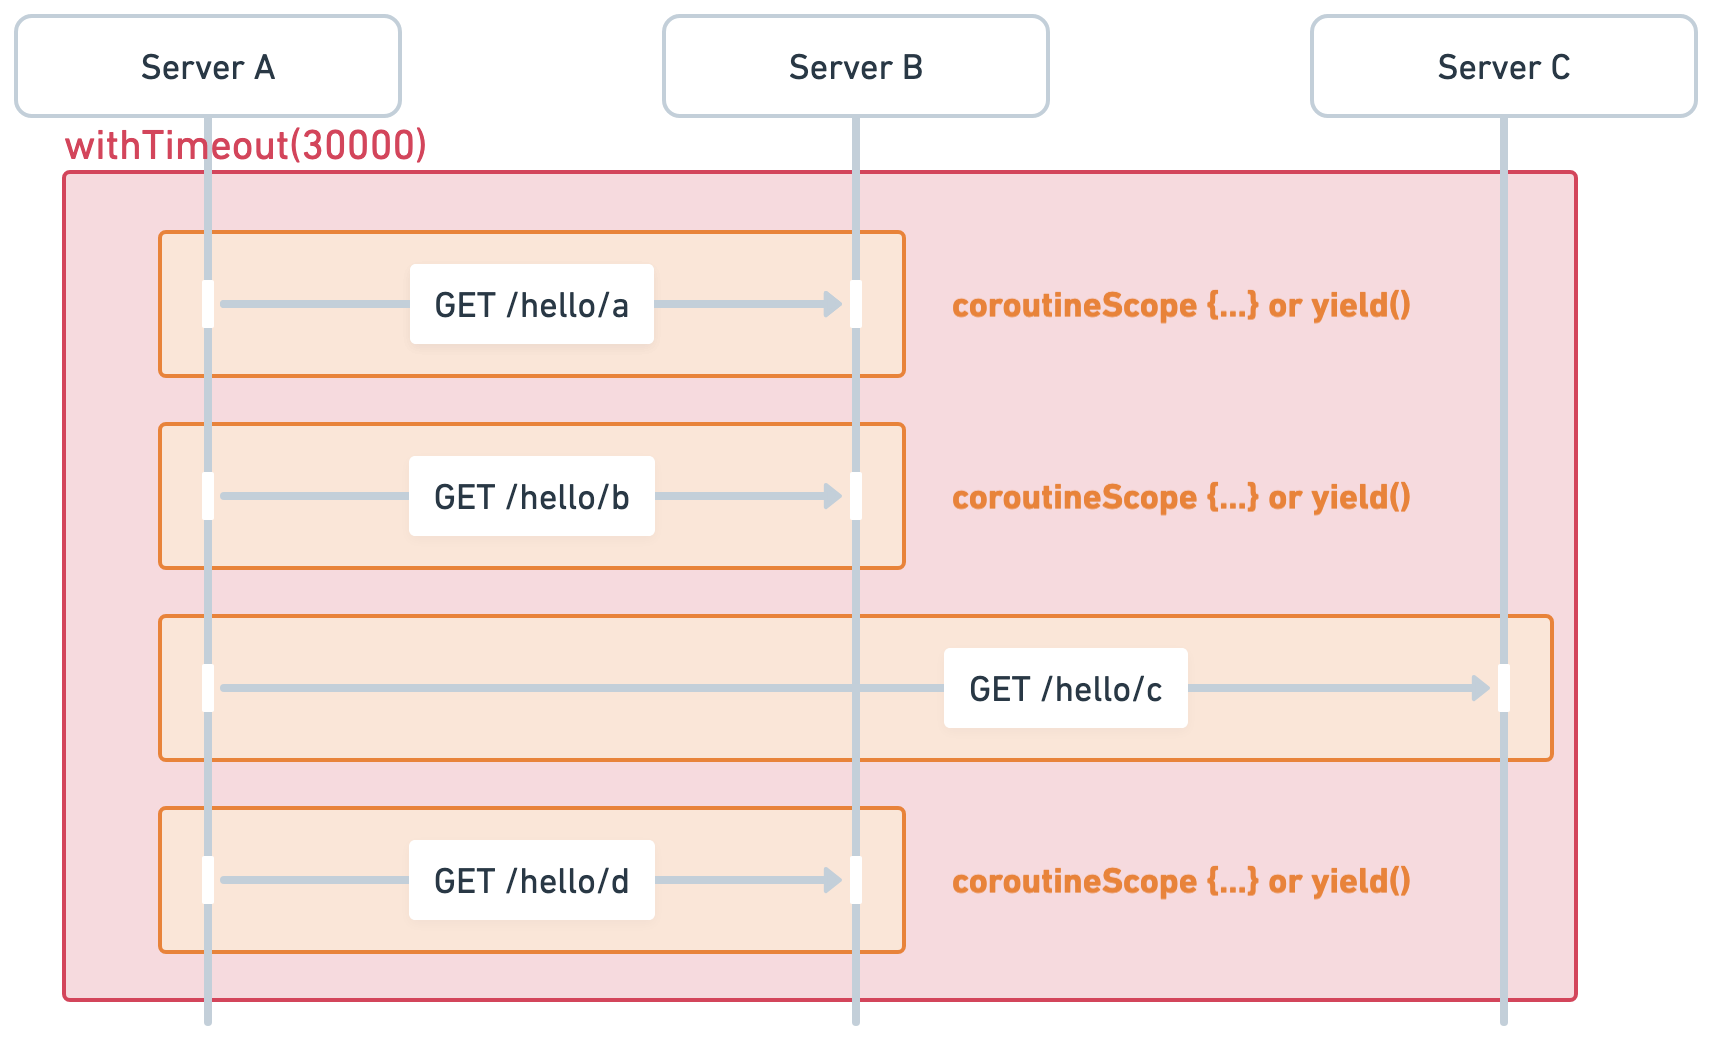 Server A
Server B
Server C
withTimeout(30000)
GET /hello/a
coroutineScope {...} or yield()
GET /hello/b
coroutineScope {...} or yield()
GET /hello/c
GET /hello/d
coroutineScope {...} or yield()